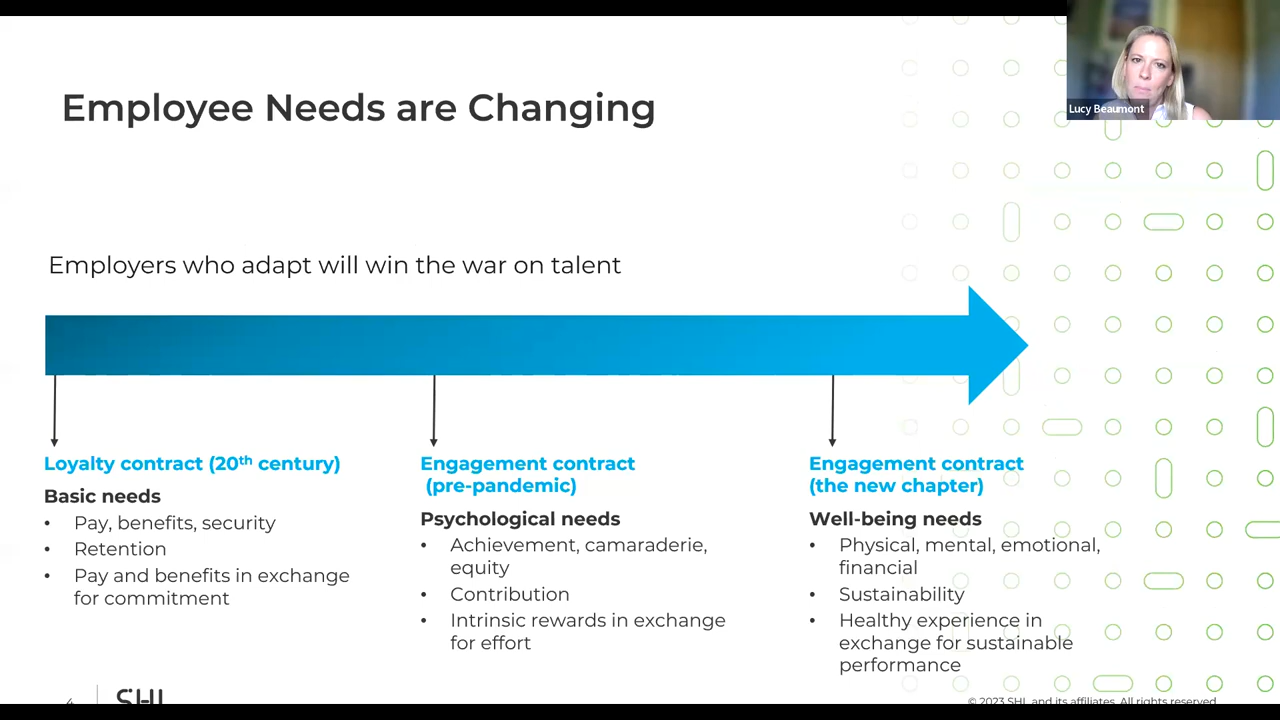 Lucy Beaumont
Employee Needs are Changing
Employers who adapt will win the war on talent
Loyalty contract (20th century)
Basic needs
• Pay, benefits, security
• Retention
• Pay and benefits in exchange
for commitment
Engagement contract
(pre-pandemic)
Psychological needs
• Achievement, camaraderie,
equity
• Contribution
• Intrinsic rewards in exchange
for effort
Engagement contract
(the new chapter)
Well-being needs
• Physical, mental, emotional,
financial
• Sustainability
• Healthy experience in
exchange for sustainable
performance
4
SHL
© 2023 SHL and its affiliates. All rights reserved